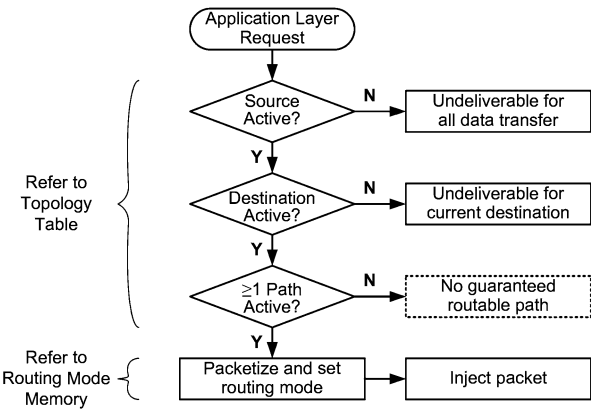 Application Layer
Request
Source
Active?
N
Undeliverable for
all data transfer
Y
Refer to
Topology
Table
Destination
Active?
N
Undeliverable for
current destination
Y
≥1 Path
Active?
N
No guaranteed
routable path
Y
Refer to
Routing Mode
Memory
Packetize and set
routing mode
Inject packet